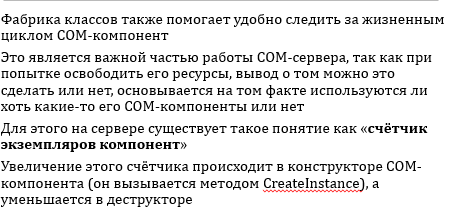 Фабрика классов также помогает удобно следить за жизненным
циклом COM-компонент
Это является важной частью работы COM-сервера, так как при
попытке освободить его ресурсы, вывод о том можно это
сделать или нет, основывается на том факте используются ли
хоть какие-то его COM-компоненты или нет
Для этого на сервере существует такое понятие как «счётчик
экземпляров компонент»
Увеличение этого счётчика происходит в конструкторе COM-
компонента (он вызывается методом CreateInstance), а
уменьшается в деструкторе